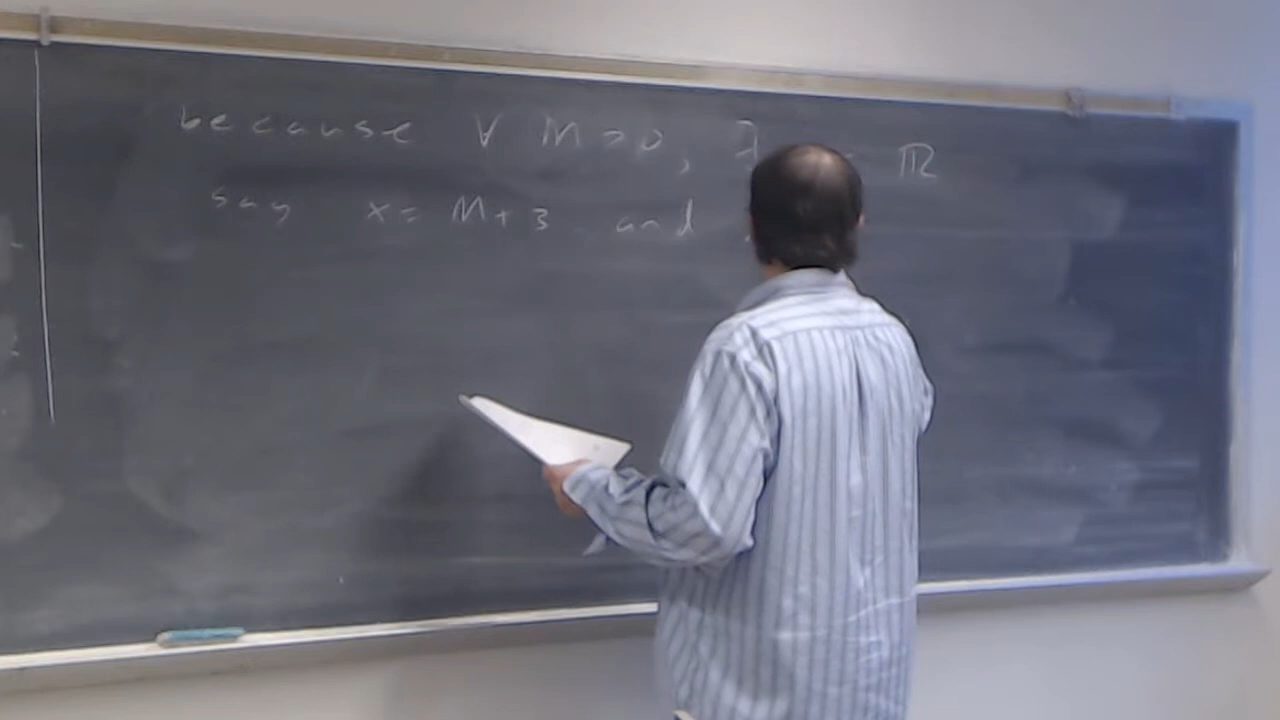 because ∀ M>0, ∃ ℝ
say x = M+3 and